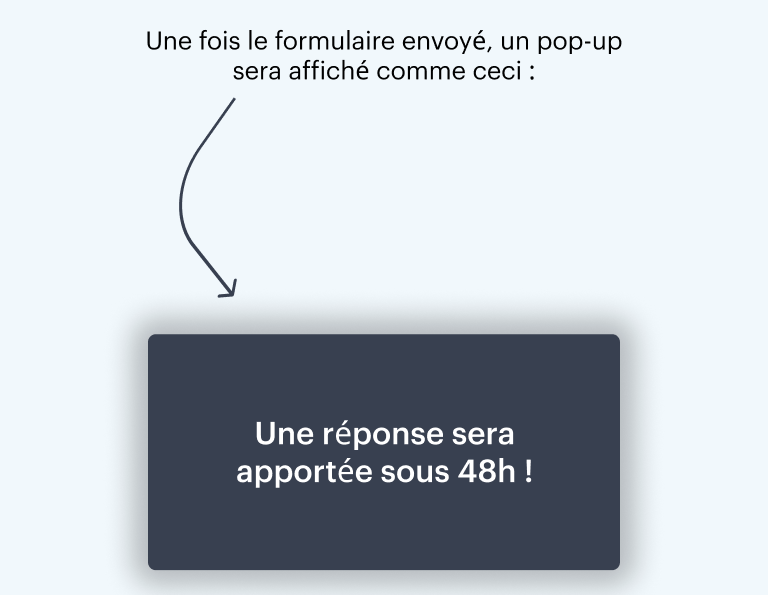 Une fois le formulaire envoyé, un pop-up
sera affiché comme ceci :
Une réponse sera
apportée sous 48h !